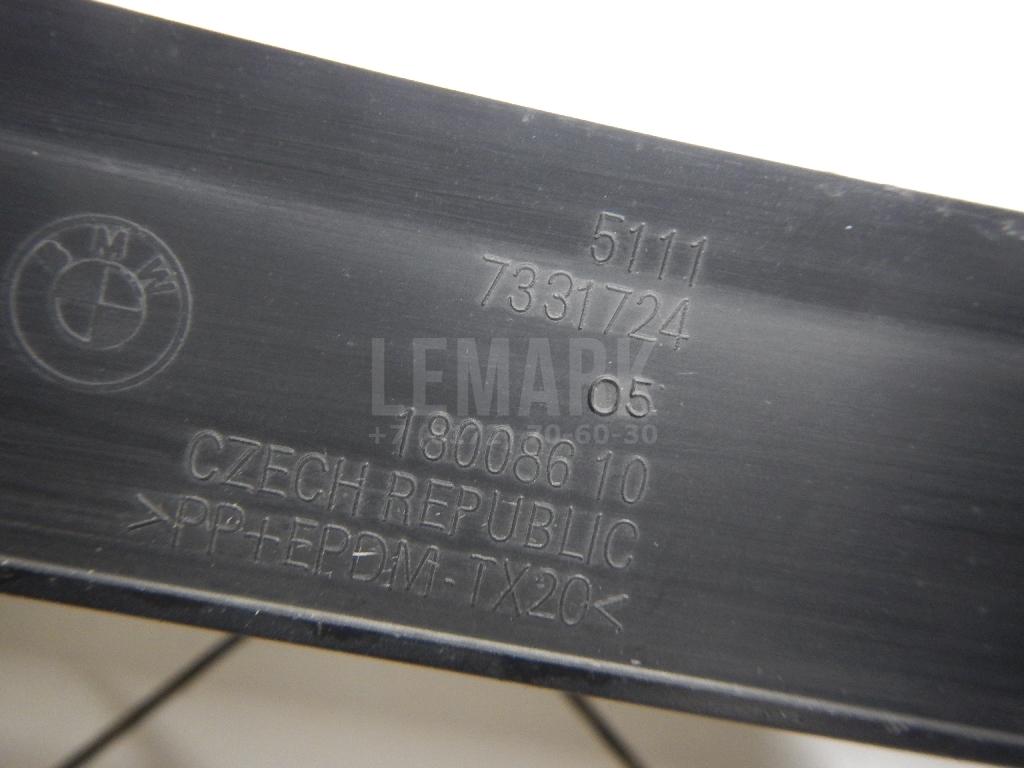 BMW
5111
7331724
LEMARK
05
180086 10
CZECH REPUBLIC
>PP+EPDM-TX20<